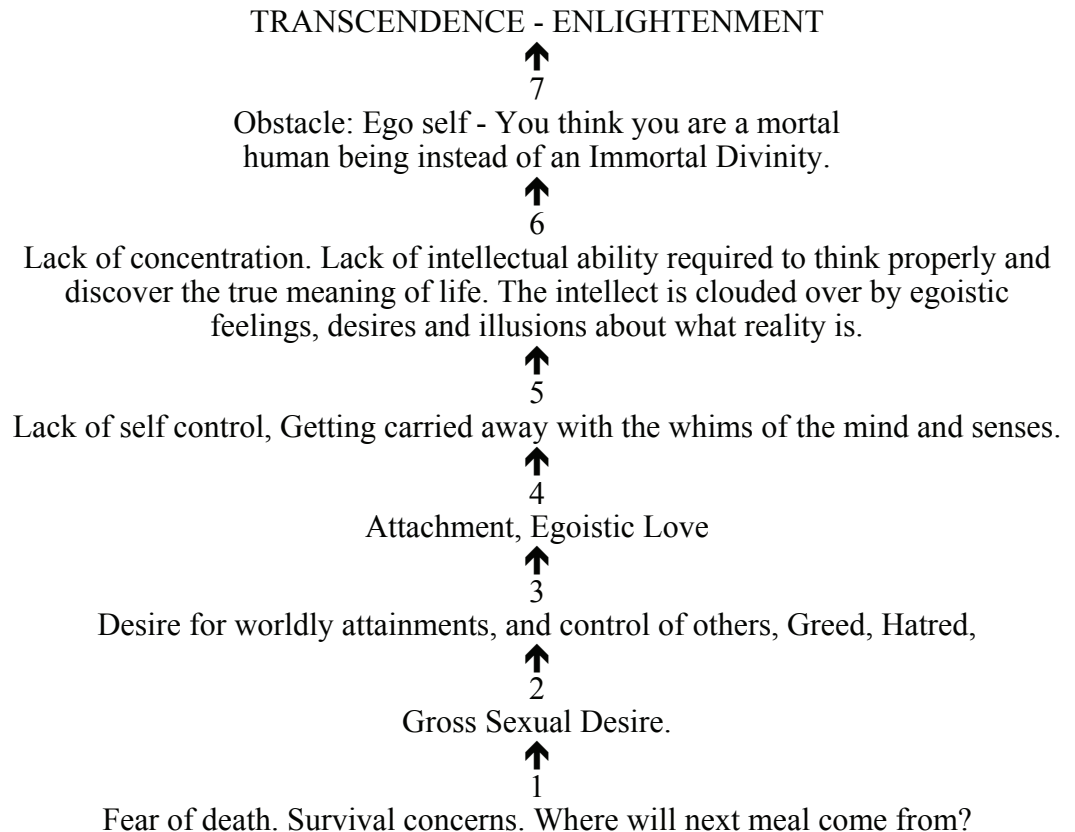 TRANSCENDENCE - ENLIGHTENMENT
7
Obstacle: Ego self - You think you are a mortal
human being instead of an Immortal Divinity.
6
Lack of concentration. Lack of intellectual ability required to think properly and
discover the true meaning of life. The intellect is clouded over by egoistic
feelings, desires and illusions about what reality is.
5
Lack of self control, Getting carried away with the whims of the mind and senses.
4
Attachment, Egoistic Love
3
Desire for worldly attainments, and control of others, Greed, Hatred,
2
Gross Sexual Desire.
1
Fear of death. Survival concerns. Where will next meal come from?